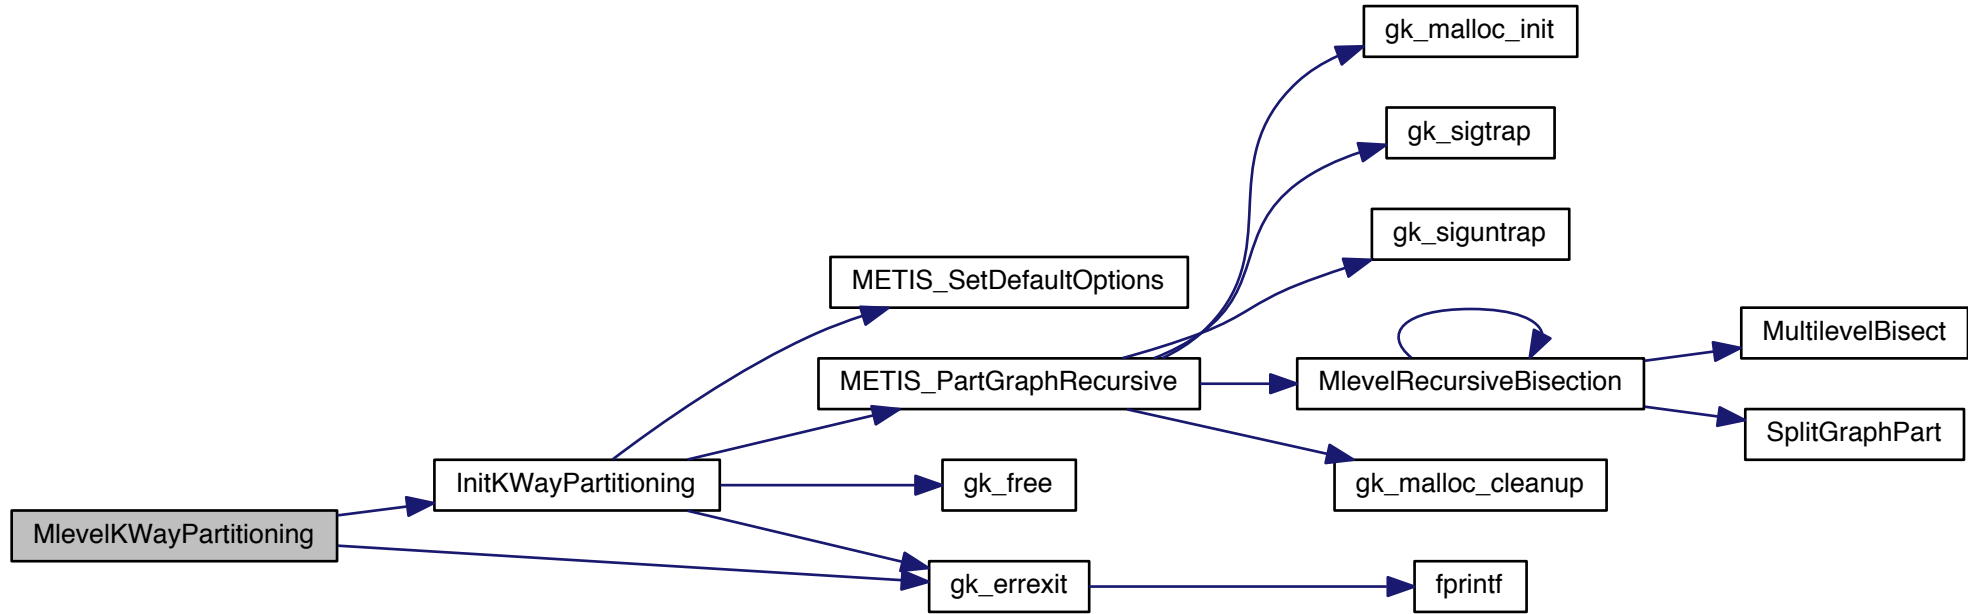 gk_malloc_init
gk_sigtrap
gk_siguntrap
METIS_SetDefaultOptions
MultilevelBisect
METIS_PartGraphRecursive
MlevelRecursiveBisection
SplitGraphPart
InitKWayPartitioning
gk_free
gk_malloc_cleanup
MlevelKWayPartitioning
gk_errexit
fprintf